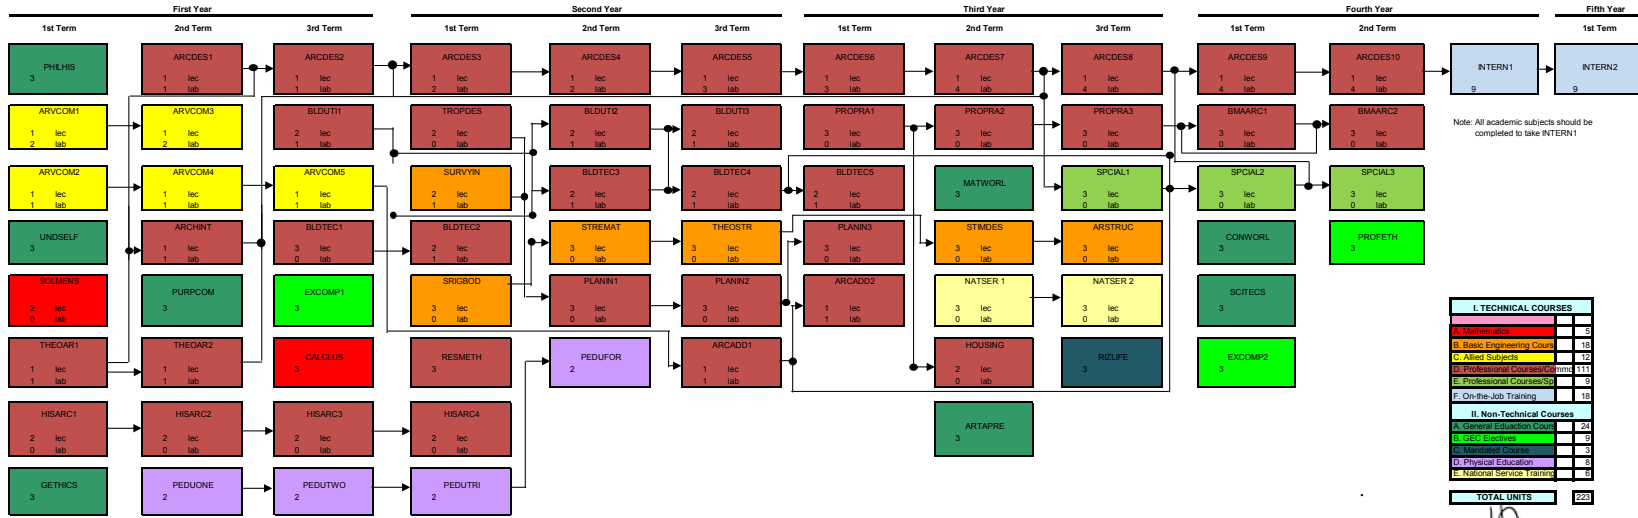 First Year
Second Year
Third Year
Fourth Year
Fifth Year
1st Term
2nd Term
3rd Term
1st Term
2nd Term
3rd Term
1st Term
2nd Term
3rd Term
1st Term
2nd Term
1st Term
PHILHIS
3
ARCDES1
1 lec
1 lab
ARCDES2
1 lec
1 lab
ARCDES3
1 lec
2 lab
ARCDES4
1 lec
2 lab
ARCDES5
1 lec
3 lab
ARCDES6
1 lec
3 lab
ARCDES7
1 lec
4 lab
ARCDES8
1 lec
4 lab
ARCDES9
1 lec
4 lab
ARCDES10
1 lec
4 lab
INTERN1
9
INTERN2
9
ARVCOM1
1 lec
2 lab
ARVCOM3
1 lec
2 lab
BLDUTI1
2 lec
1 lab
TROPDES
2 lec
0 lab
BLDUTI2
2 lec
1 lab
BLDUTI3
2 lec
1 lab
PROPRA1
3 lec
0 lab
PROPRA2
3 lec
0 lab
PROPRA3
3 lec
0 lab
BMAARC1
3 lec
0 lab
BMAARC2
3 lec
0 lab
Note: All academic subjects should be
completed to take INTERN1
ARVCOM2
1 lec
1 lab
ARVCOM4
1 lec
1 lab
ARVCOM5
1 lec
1 lab
SURVYIN
2 lec
1 lab
BLDTEC3
2 lec
1 lab
BLDTEC4
2 lec
1 lab
BLDTEC5
2 lec
1 lab
MATWORL
3
SPCIAL1
3 lec
0 lab
SPCIAL2
3 lec
0 lab
SPCIAL3
3 lec
0 lab
UNDSELF
3
ARCHINT
1 lec
1 lab
BLDTEC1
3 lec
0 lab
BLDTEC2
2 lec
1 lab
STREMAT
3 lec
0 lab
THEOSTR
3 lec
0 lab
PLANIN3
3 lec
0 lab
STIMDES
3 lec
0 lab
ARSTRUC
3 lec
0 lab
CONWORL
3
PROFETH
3
SOLMENS
2 lec
0 lab
PURPCOM
3
EXCOMP1
3
SRIGBOD
3 lec
0 lab
PLANIN1
3 lec
0 lab
PLANIN2
3 lec
0 lab
ARCADD2
1 lec
1 lab
NATSER 1
3 lec
0 lab
NATSER 2
3 lec
0 lab
SCITECS
3
THEOAR1
1 lec
1 lab
THEOAR2
1 lec
1 lab
CALCLUS
3
RESMETH
3
PEDUFOR
2
ARCADD1
1 lec
1 lab
HOUSING
2 lec
0 lab
RIZLIFE
3
EXCOMP2
3
HISARC1
2 lec
0 lab
HISARC2
2 lec
0 lab
HISARC3
2 lec
0 lab
HISARC4
2 lec
0 lab
ARTAPRE
3
GETHICS
3
PEDUONE
2
PEDUTWO
2
PEDUTRI
2
I. TECHNICAL COURSES
A. Mathematics 5
B. Basic Engineering Cours 18
C. Allied Subjects 12
D. Professional Courses/Commo 111
E. Professional Courses/Sp 9
F. On-the-Job Training 18
II. Non-Technical Courses
A. General Eduaction Cours 24
B. GEC Electives 9
C. Mandated Course 3
D. Physical Education 8
E. National Service Training 6
TOTAL UNITS 223